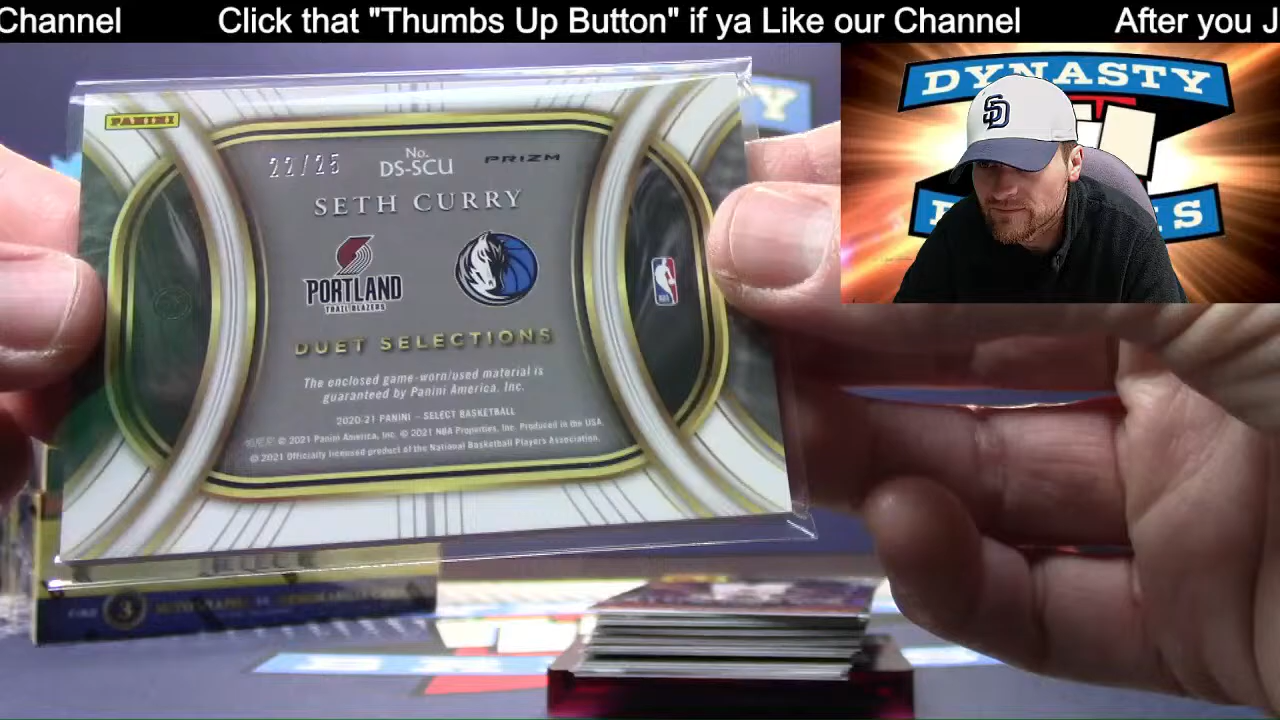 Channel Click that "Thumbs Up Button" if ya Like our Channel After you J
DYNASTY
S
PANINI
22/25
No.
DS-SCU
PRIZM
SETH CURRY
PORTLAND
TRAIL BLAZERS
DUET SELECTIONS
The enclosed game-worn/used material is
guaranteed by Panini America, Inc.
2020-21 PANINI – SELECT BASKETBALL
© 2021 Panini America, Inc. © 2021 NBA Properties, Inc. Produced in the USA.
© 2021 Officially licensed product of the National Basketball Players Association.
Y
SD
3